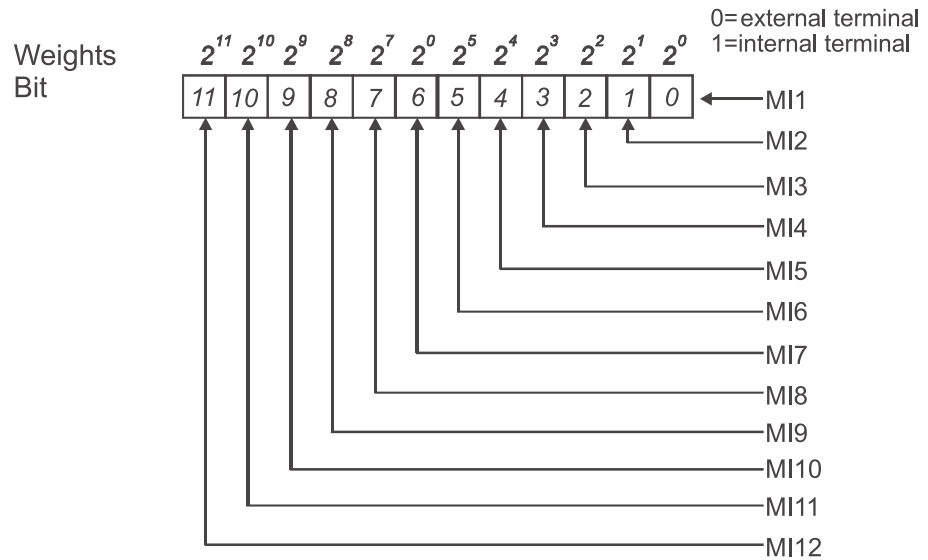 0=external terminal
1=internal terminal
Weights 2^11 2^10 2^9 2^8 2^7 2^0 2^5 2^4 2^3 2^2 2^1 2^0
Bit 11 10 9 8 7 6 5 4 3 2 1 0
MI1
MI2
MI3
MI4
MI5
MI6
MI7
MI8
MI9
MI10
MI11
MI12